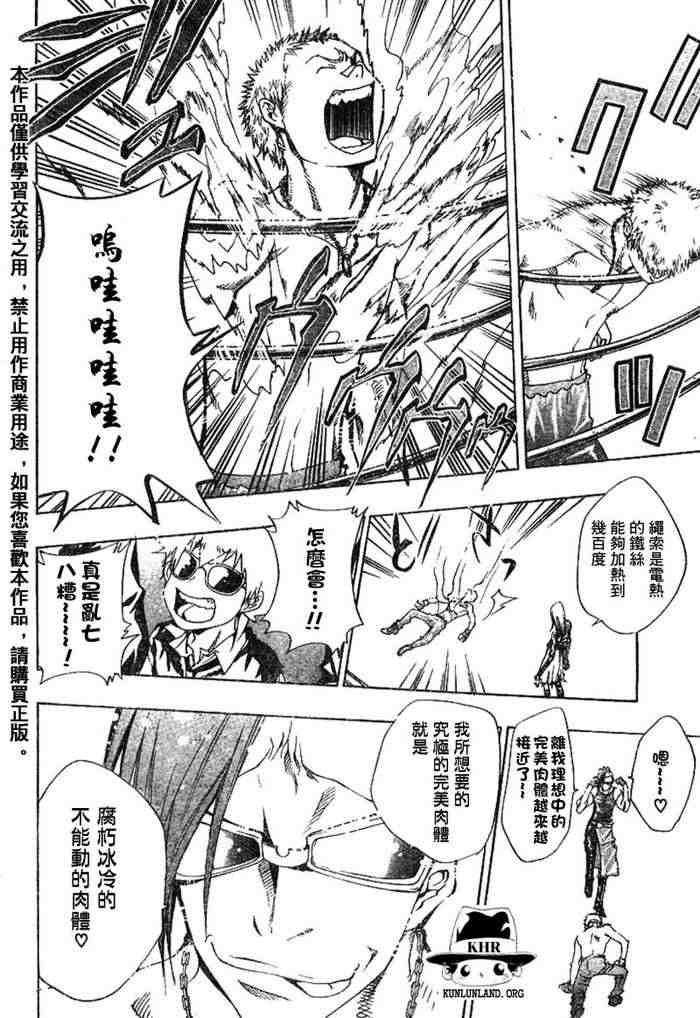 嗚哇哇哇哇!!
繩索是電熱
的鐵絲
能夠加熱到
幾百度
怎麼會…!!
真是亂七
八糟~~~~!
嗯~~~♡
離我理想中的
完美肉體越來越
接近了~~
我所想要的
究極的完美肉體
就是
腐朽冰冷的
不能動的肉體♡
本作品僅供學習交流之用，禁止用作商業用途，如果您喜歡本作品，請購買正版。
KHR
KUNLUNLAND.ORG